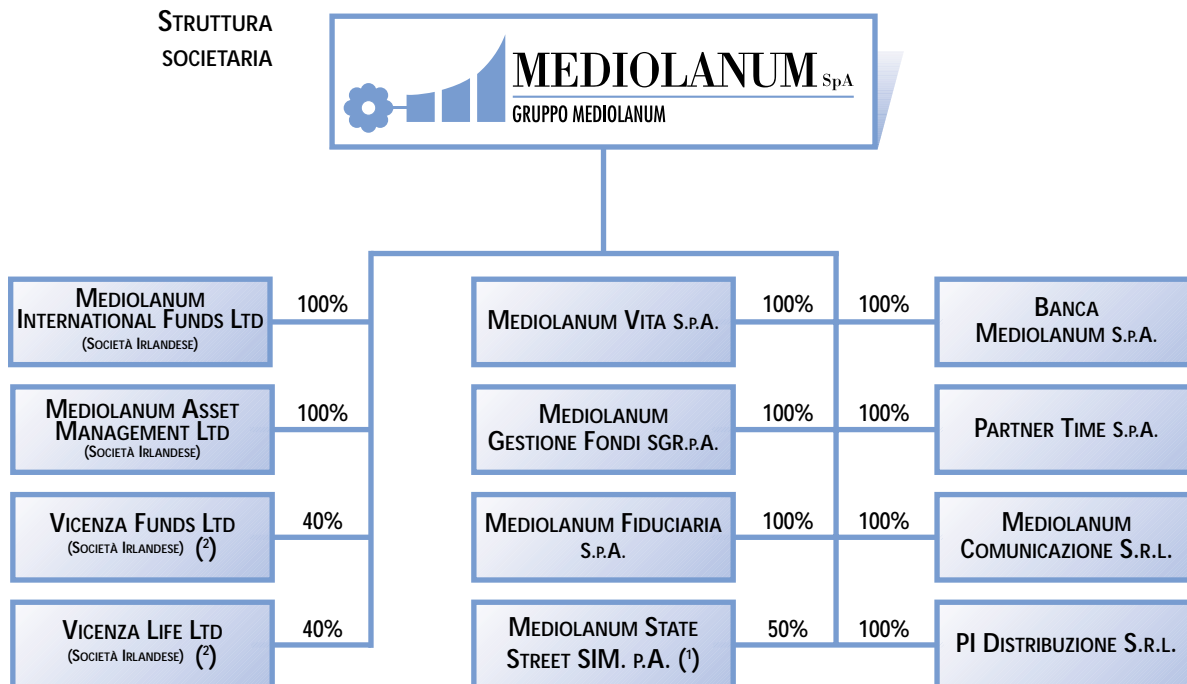 STRUTTURA
SOCIETARIA
MEDIOLANUM SpA
GRUPPO MEDIOLANUM
MEDIOLANUM
INTERNATIONAL FUNDS LTD
(SOCIETÀ IRLANDESE)
100%
MEDIOLANUM ASSET
MANAGEMENT LTD
(SOCIETÀ IRLANDESE)
100%
VICENZA FUNDS LTD
(SOCIETÀ IRLANDESE) (²)
40%
VICENZA LIFE LTD
(SOCIETÀ IRLANDESE) (²)
40%
MEDIOLANUM VITA S.P.A.
100%
MEDIOLANUM
GESTIONE FONDI SGR.P.A.
100%
MEDIOLANUM FIDUCIARIA
S.P.A.
100%
MEDIOLANUM STATE
STREET SIM. P.A. (¹)
50%
100%
BANCA
MEDIOLANUM S.P.A.
100%
PARTNER TIME S.P.A.
100%
MEDIOLANUM
COMUNICAZIONE S.R.L.
100%
PI DISTRIBUZIONE S.R.L.